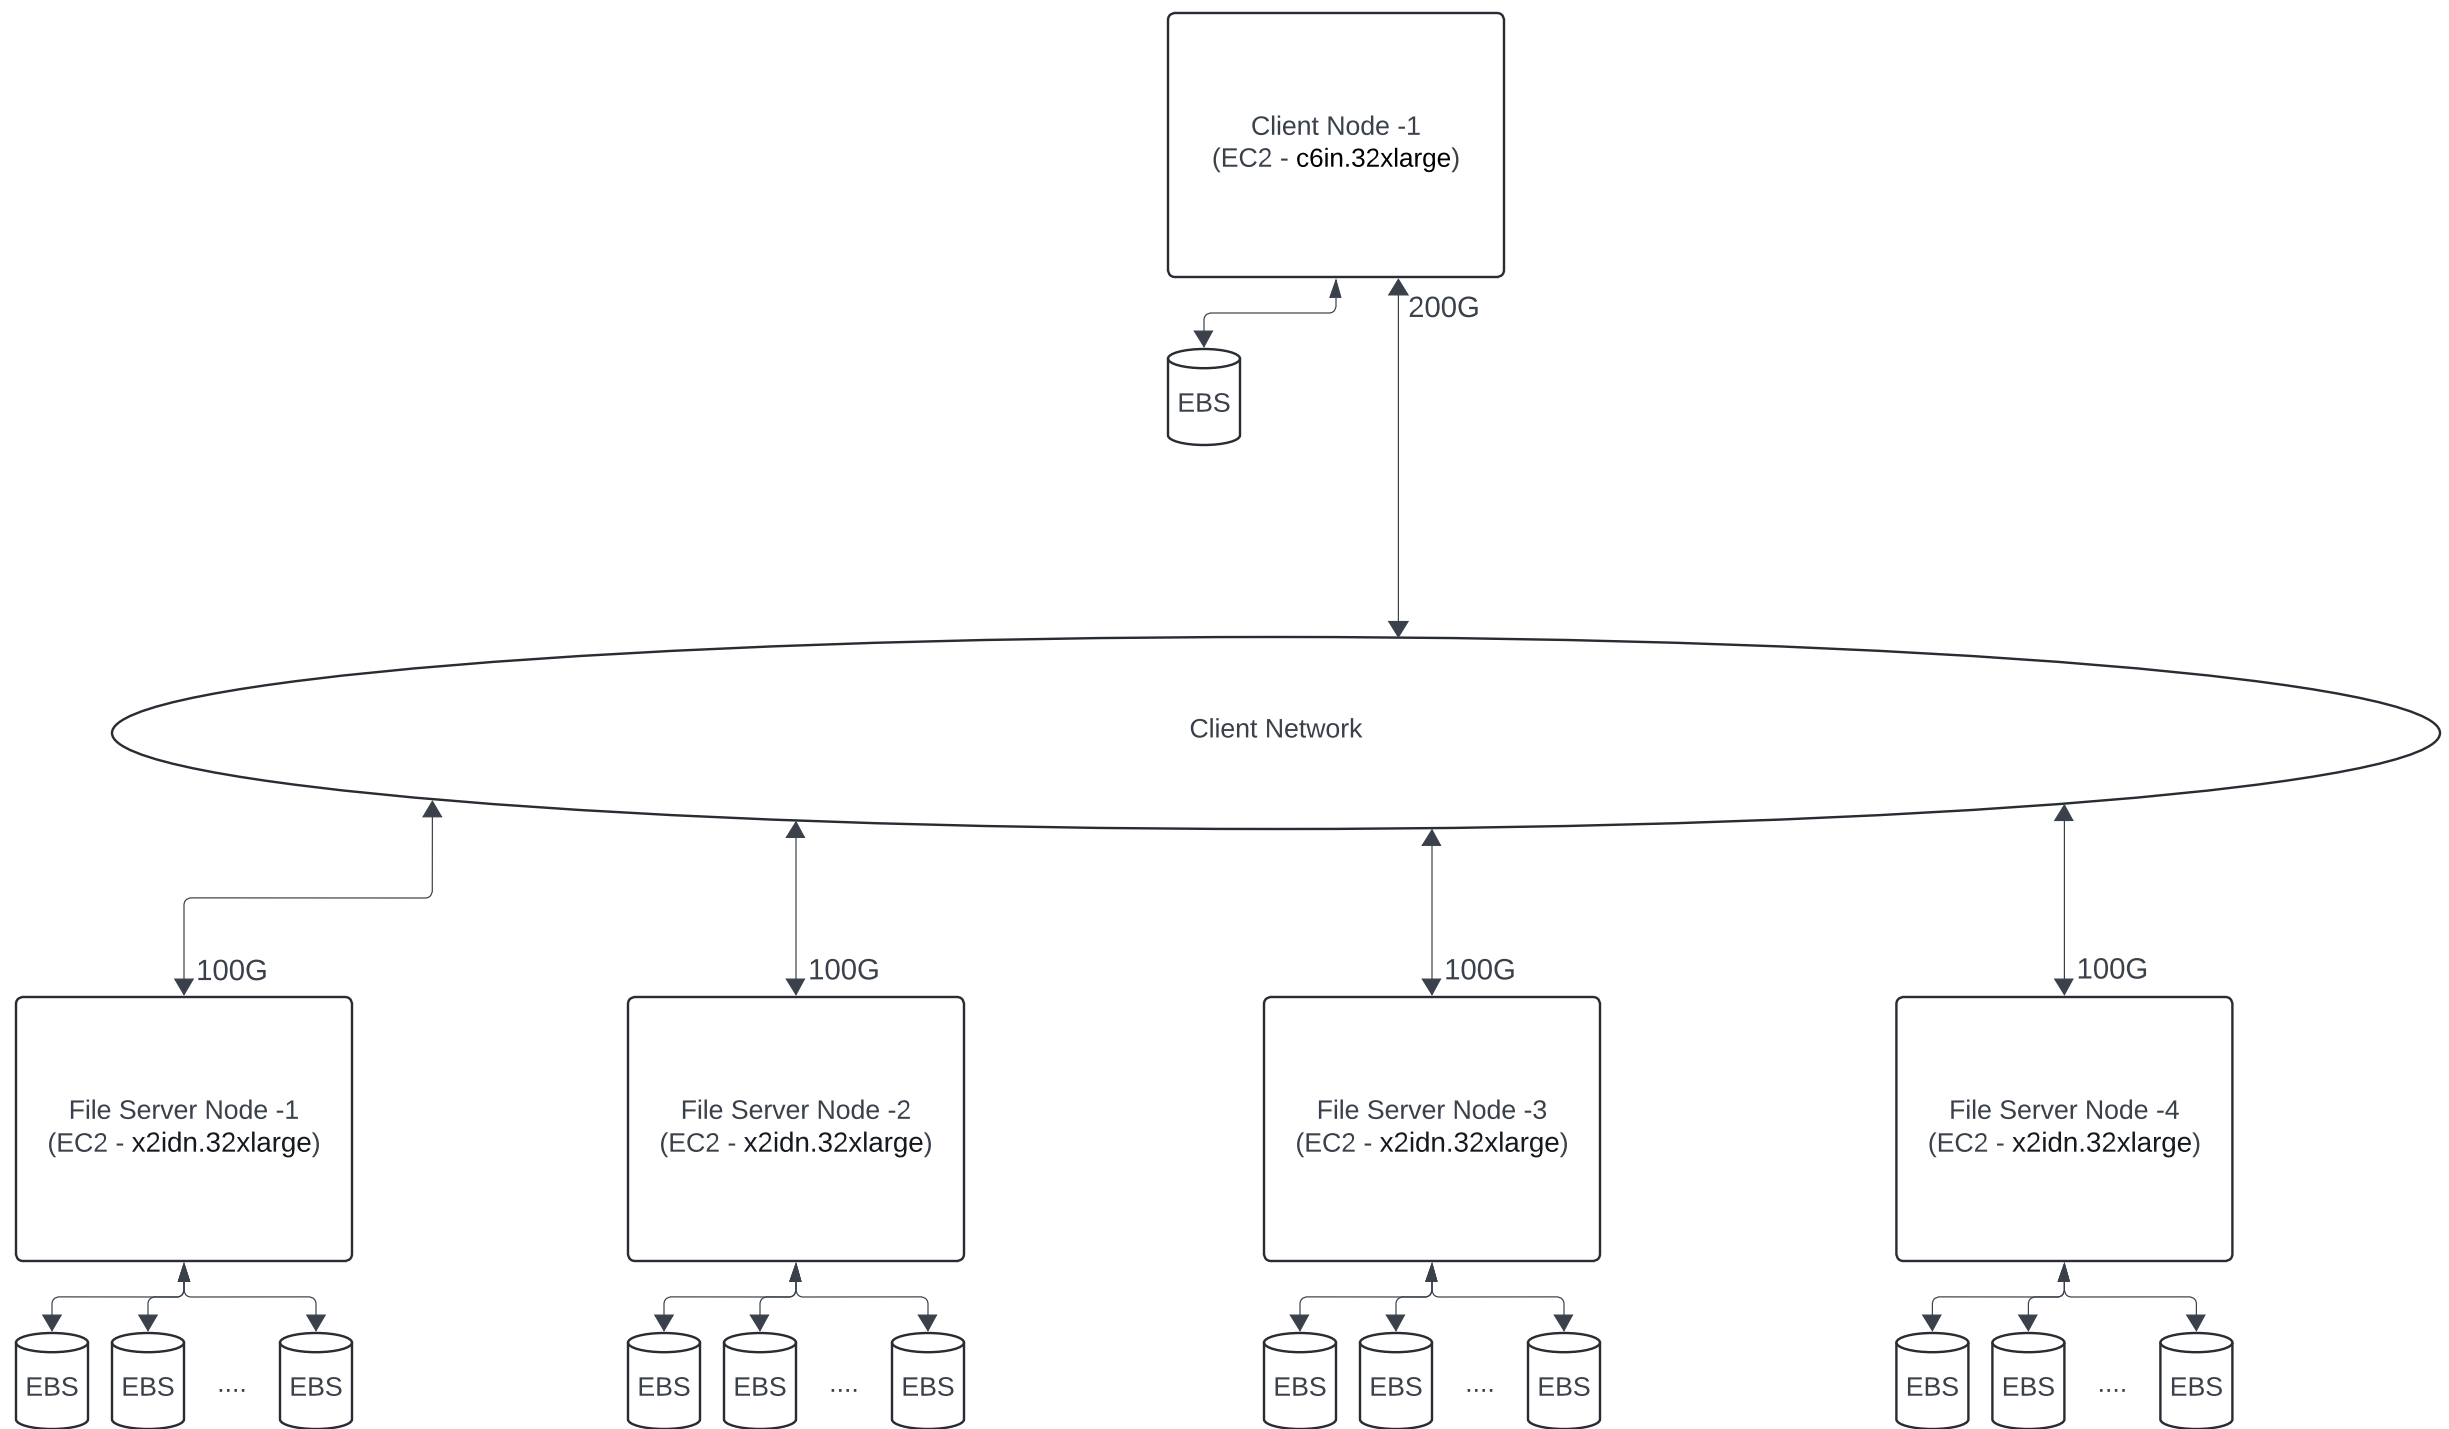 Client Node -1
(EC2 - c6in.32xlarge)
200G
EBS
Client Network
100G
100G
100G
100G
File Server Node -1
(EC2 - x2idn.32xlarge)
File Server Node -2
(EC2 - x2idn.32xlarge)
File Server Node -3
(EC2 - x2idn.32xlarge)
File Server Node -4
(EC2 - x2idn.32xlarge)
EBS
EBS
....
EBS
EBS
EBS
....
EBS
EBS
EBS
....
EBS
EBS
EBS
....
EBS